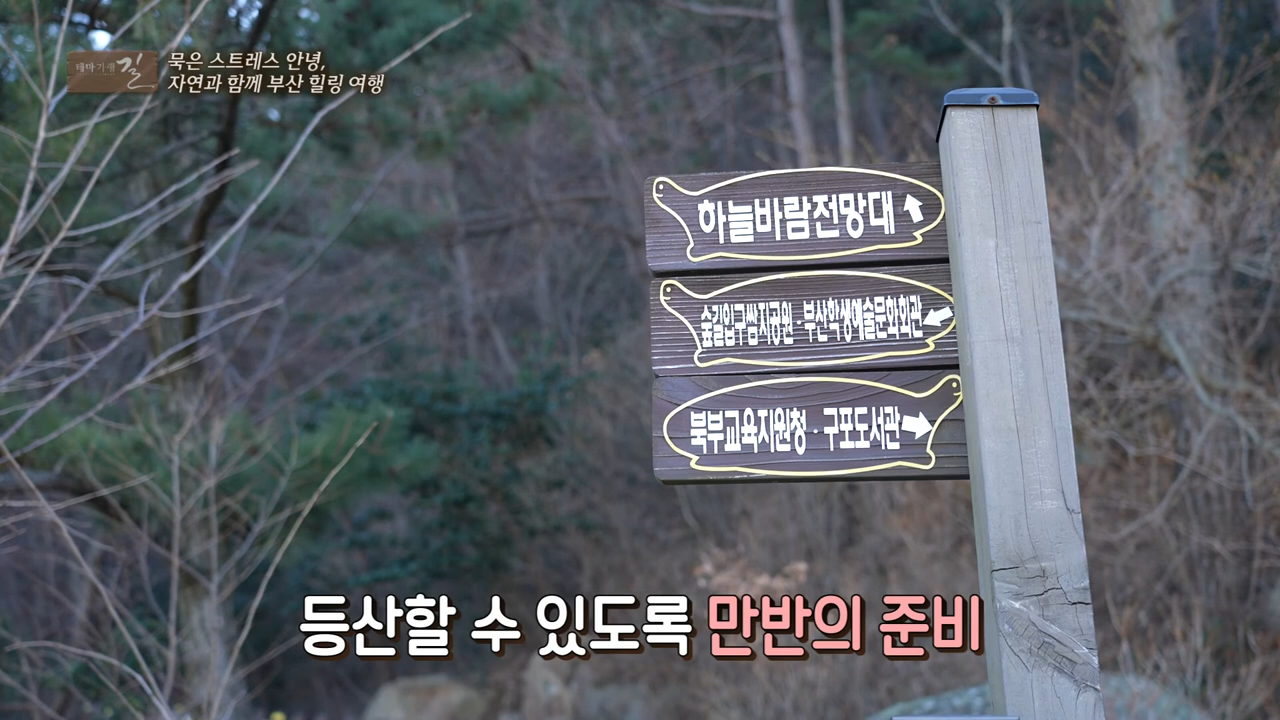 테마기행 길
묵은 스트레스 안녕,
자연과 함께 부산 힐링 여행
하늘바람전망대
숲길입구쌈지공원 · 부산학생예술문화회관
북부교육지원청 · 구포도서관
등산할 수 있도록 만반의 준비